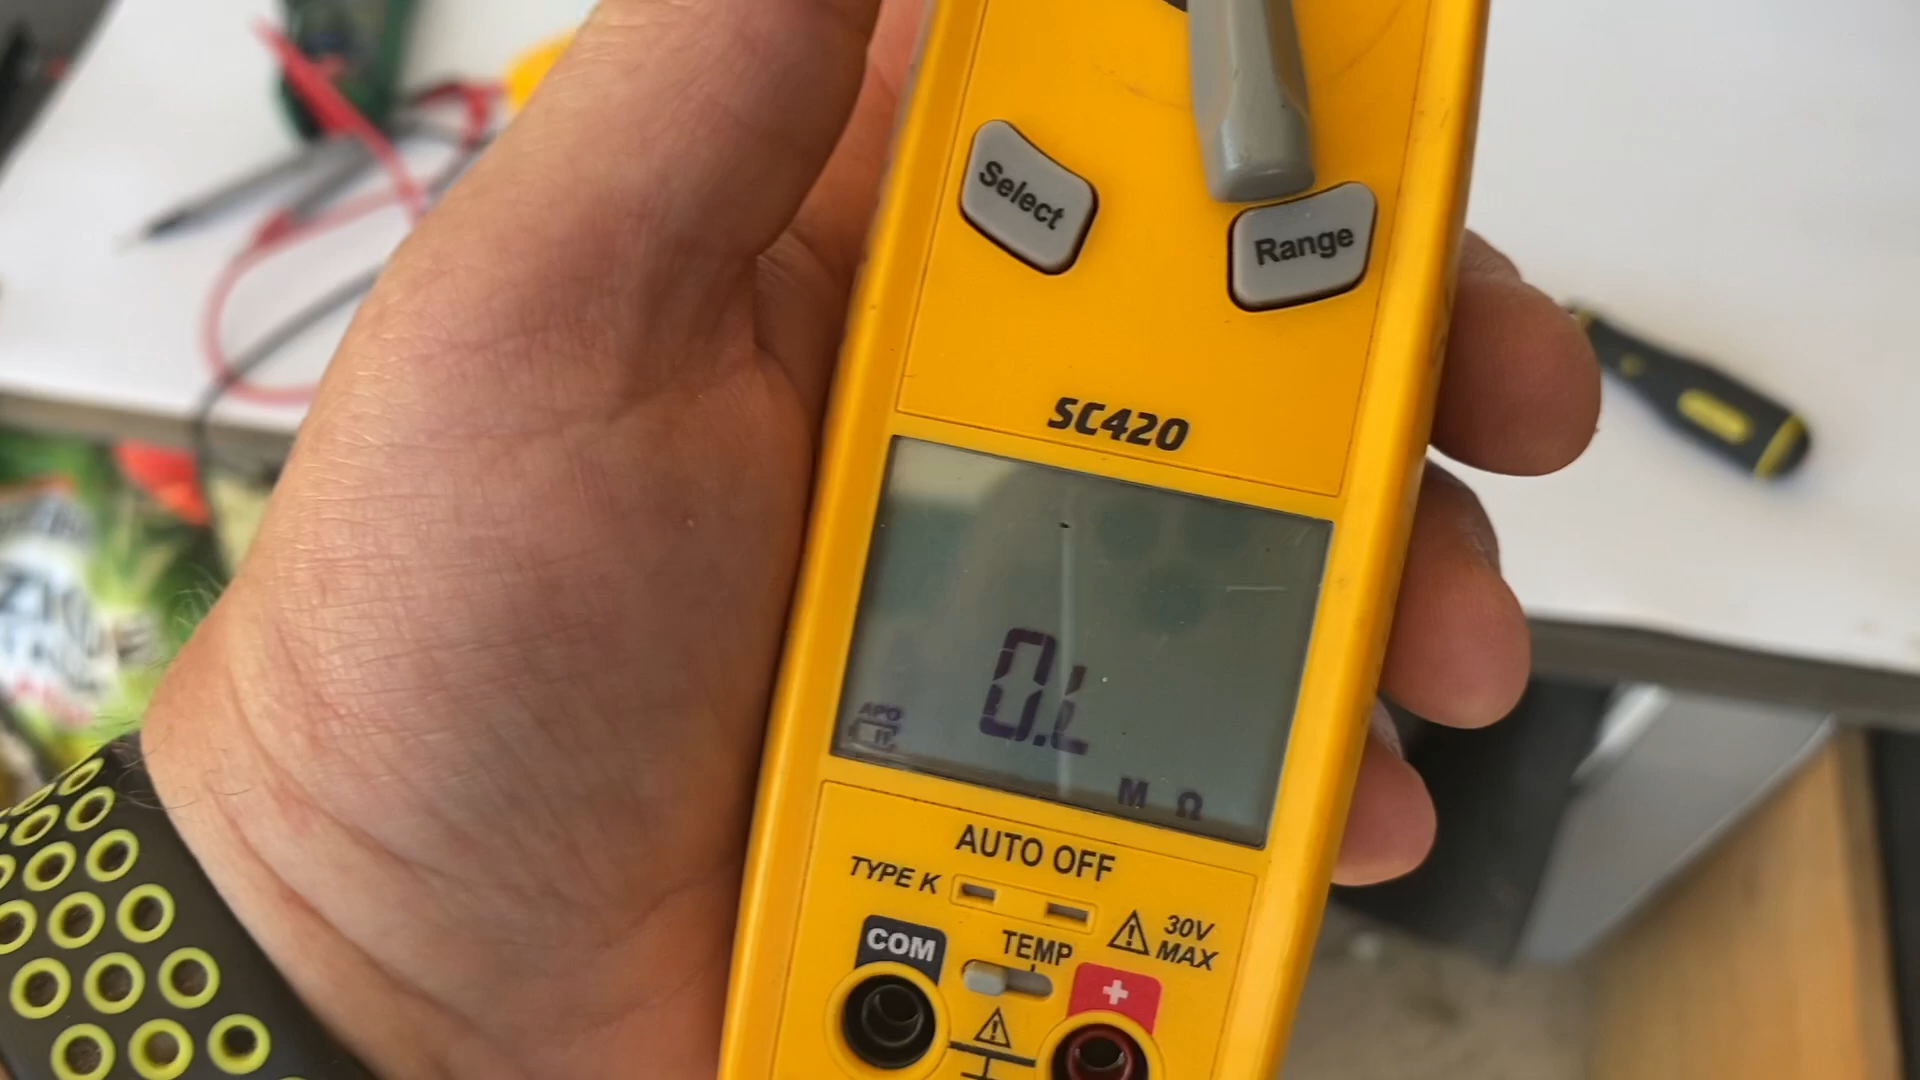 Select
Range
SC420
0.L
APO
M Ω
AUTO OFF
TYPE K
30V
MAX
COM
TEMP
+